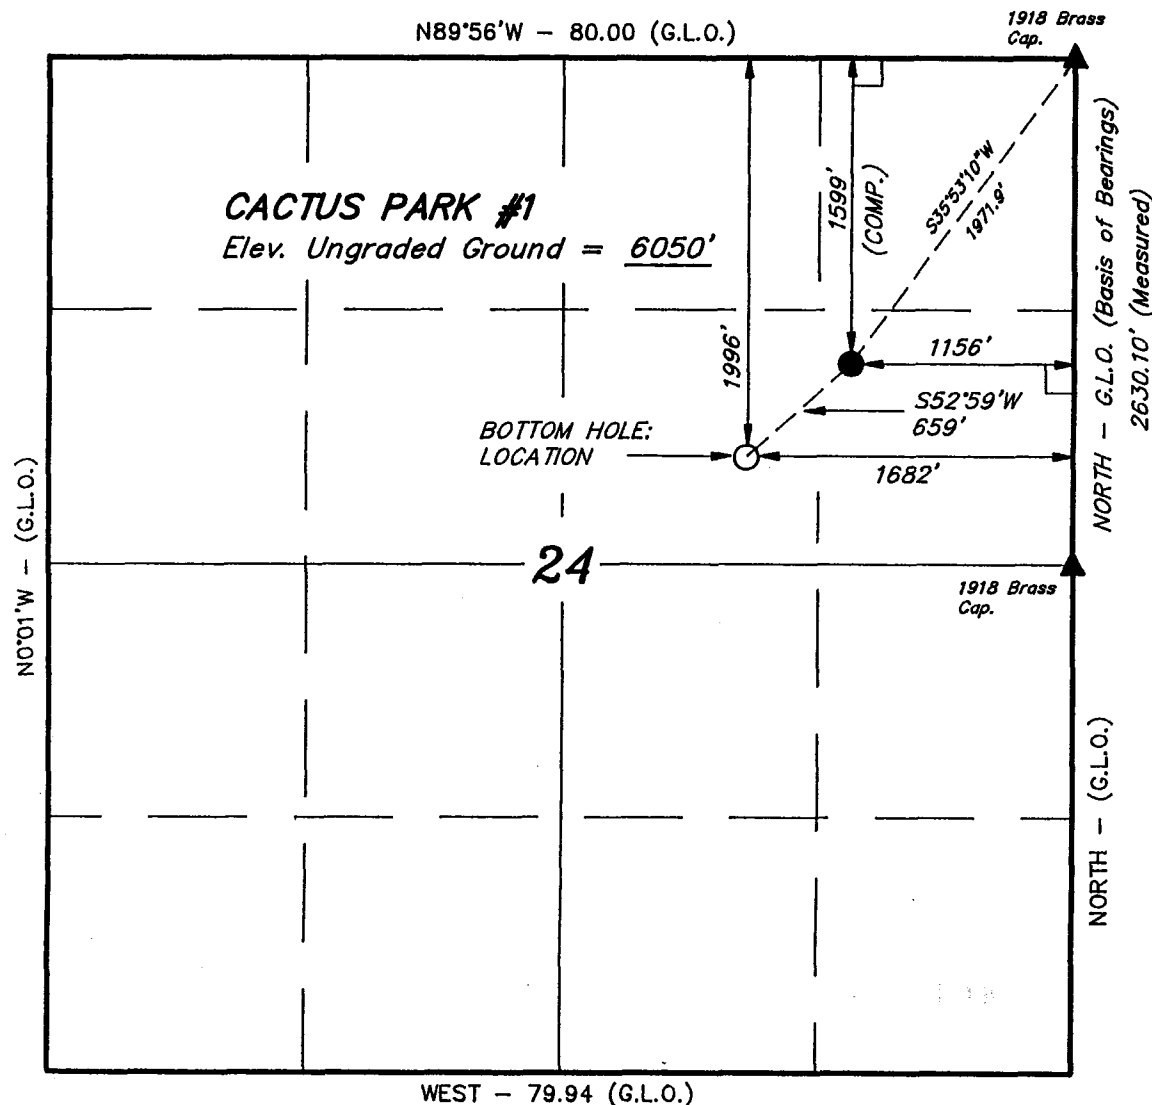 N89°56'W – 80.00 (G.L.O.)
1918 Brass
Cap.
CACTUS PARK #1
Elev. Ungraded Ground = 6050'
1996'
1599'
(COMP.)
S35°53'10"W
1971.9'
1156'
S52°59'W
659'
BOTTOM HOLE:
LOCATION
1682'
NORTH – G.L.O. (Basis of Bearings)
2630.10' (Measured)
N0°01'W – (G.L.O.)
24
1918 Brass
Cap.
NORTH – (G.L.O.)
WEST – 79.94 (G.L.O.)